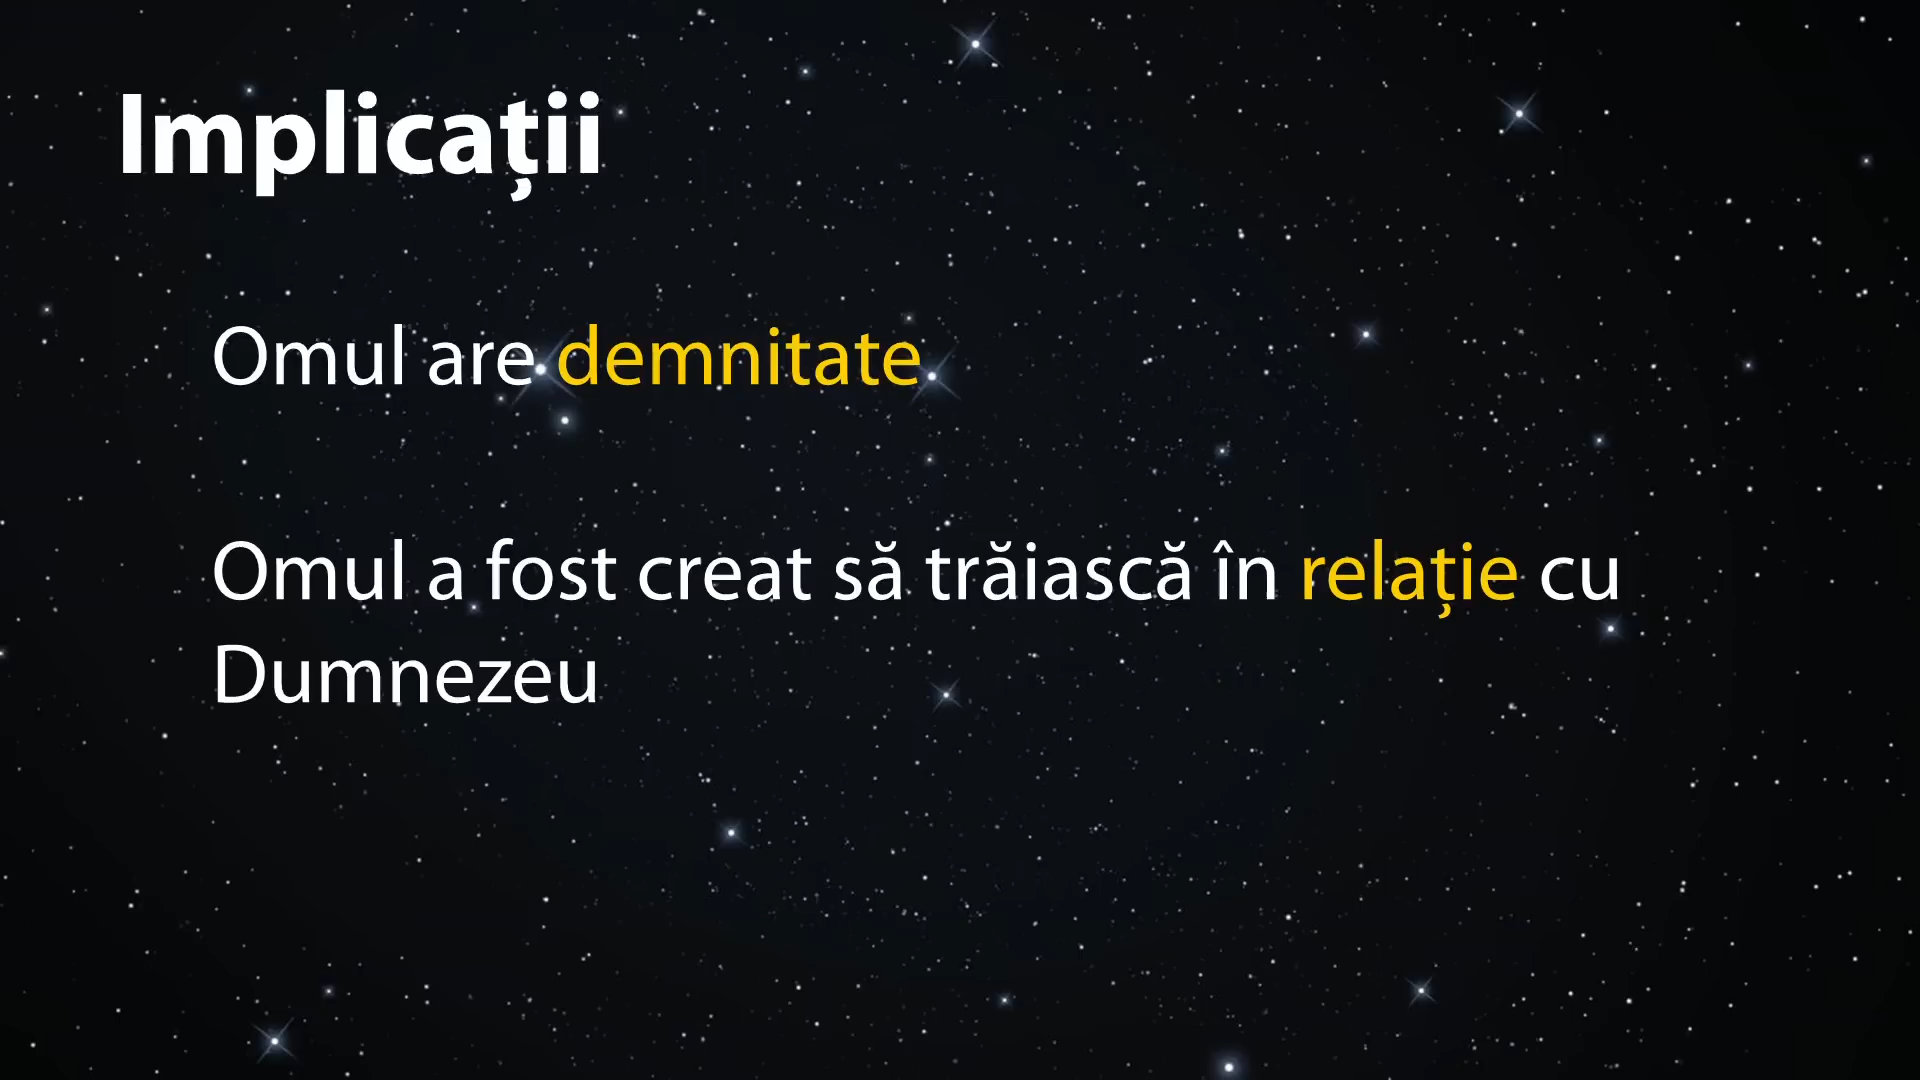 Implicații
Omul are demnitate
Omul a fost creat să trăiască în relație cu
Dumnezeu